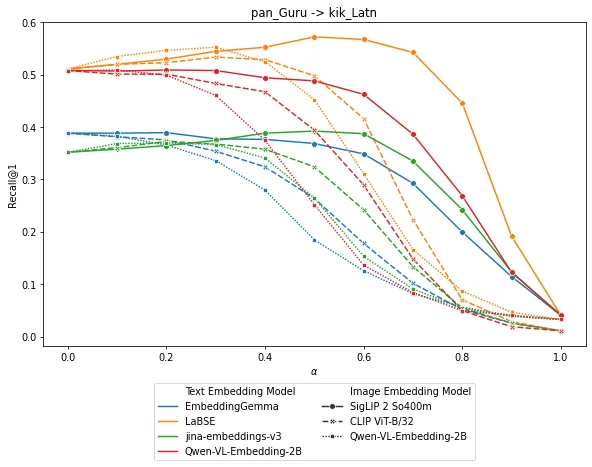 pan_Guru -> kik_Latn
0.6
0.5
0.4
0.3
0.2
0.1
0.0
Recall@1
0.0 0.2 0.4 0.6 0.8 1.0
α
Text Embedding Model
EmbeddingGemma
LaBSE
jina-embeddings-v3
Qwen-VL-Embedding-2B
Image Embedding Model
SigLIP 2 So400m
CLIP ViT-B/32
Qwen-VL-Embedding-2B